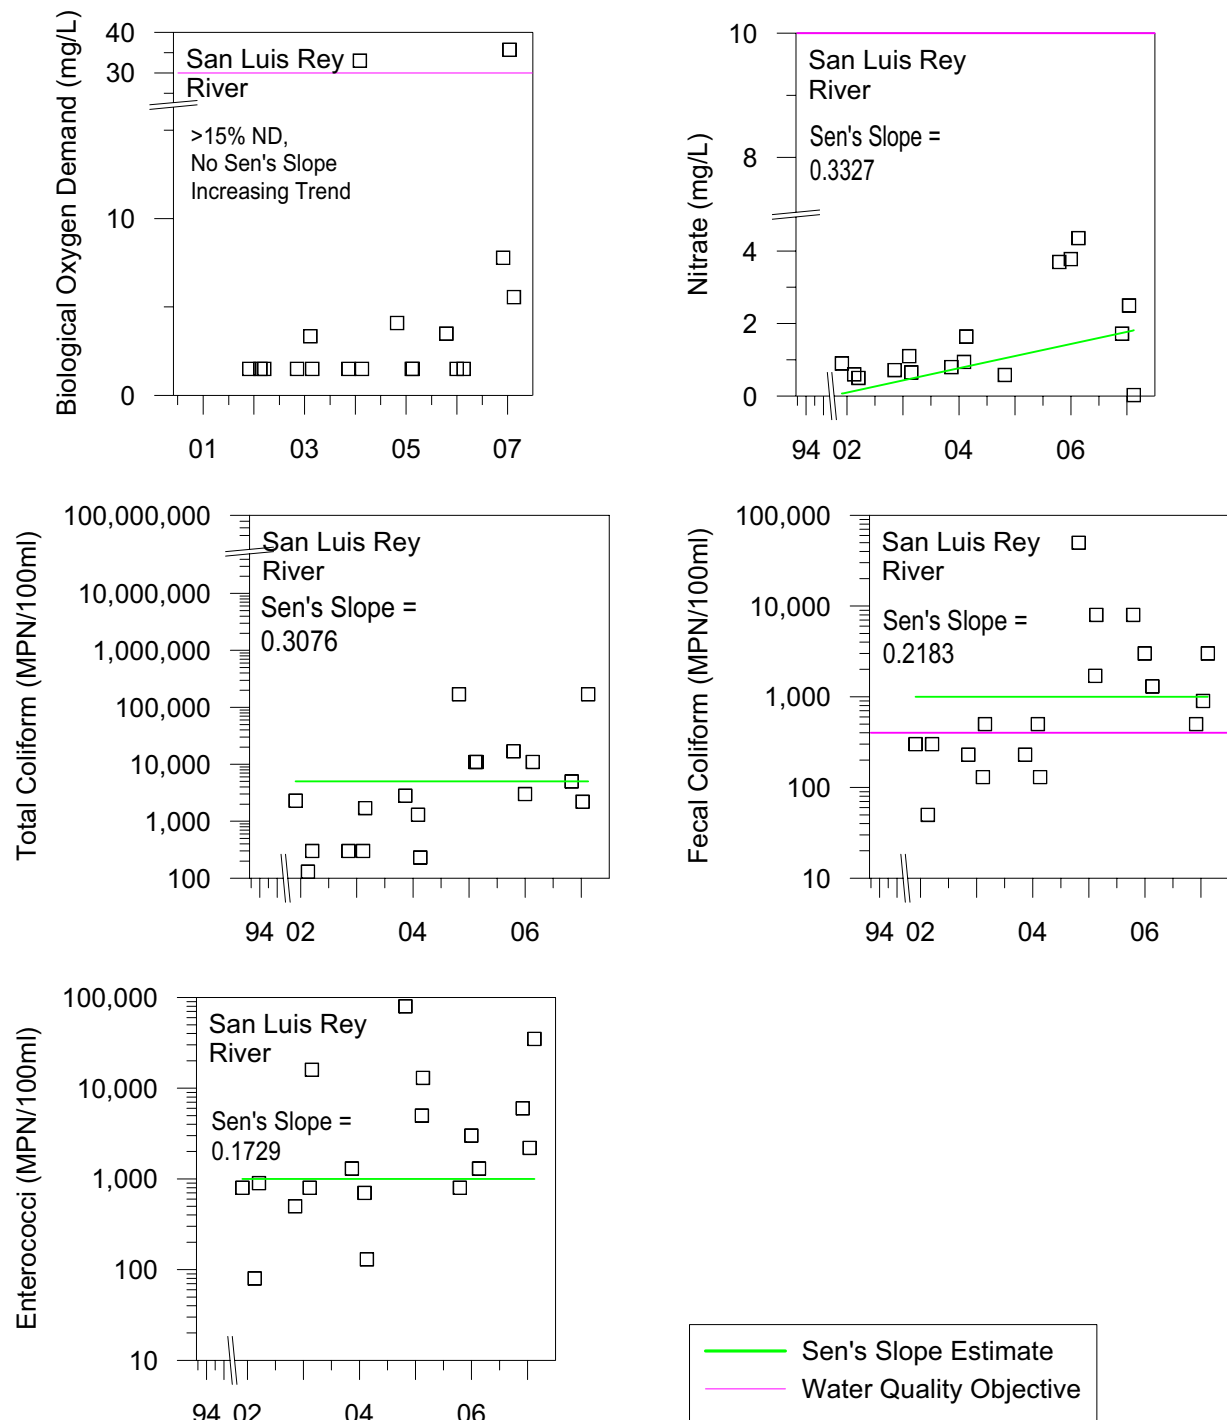 Biological Oxygen Demand (mg/L)
40
30
10
0
San Luis Rey
River
>15% ND,
No Sen's Slope
Increasing Trend
01 03 05 07
Nitrate (mg/L)
10
8
4
2
0
San Luis Rey
River
Sen's Slope =
0.3327
94 02 04 06
Total Coliform (MPN/100ml)
100,000,000
10,000,000
1,000,000
100,000
10,000
1,000
100
San Luis Rey
River
Sen's Slope =
0.3076
94 02 04 06
Fecal Coliform (MPN/100ml)
100,000
10,000
1,000
100
10
San Luis Rey
River
Sen's Slope =
0.2183
94 02 04 06
Enterococci (MPN/100ml)
100,000
10,000
1,000
100
10
San Luis Rey
River
Sen's Slope =
0.1729
94 02 04 06
Sen's Slope Estimate
Water Quality Objective